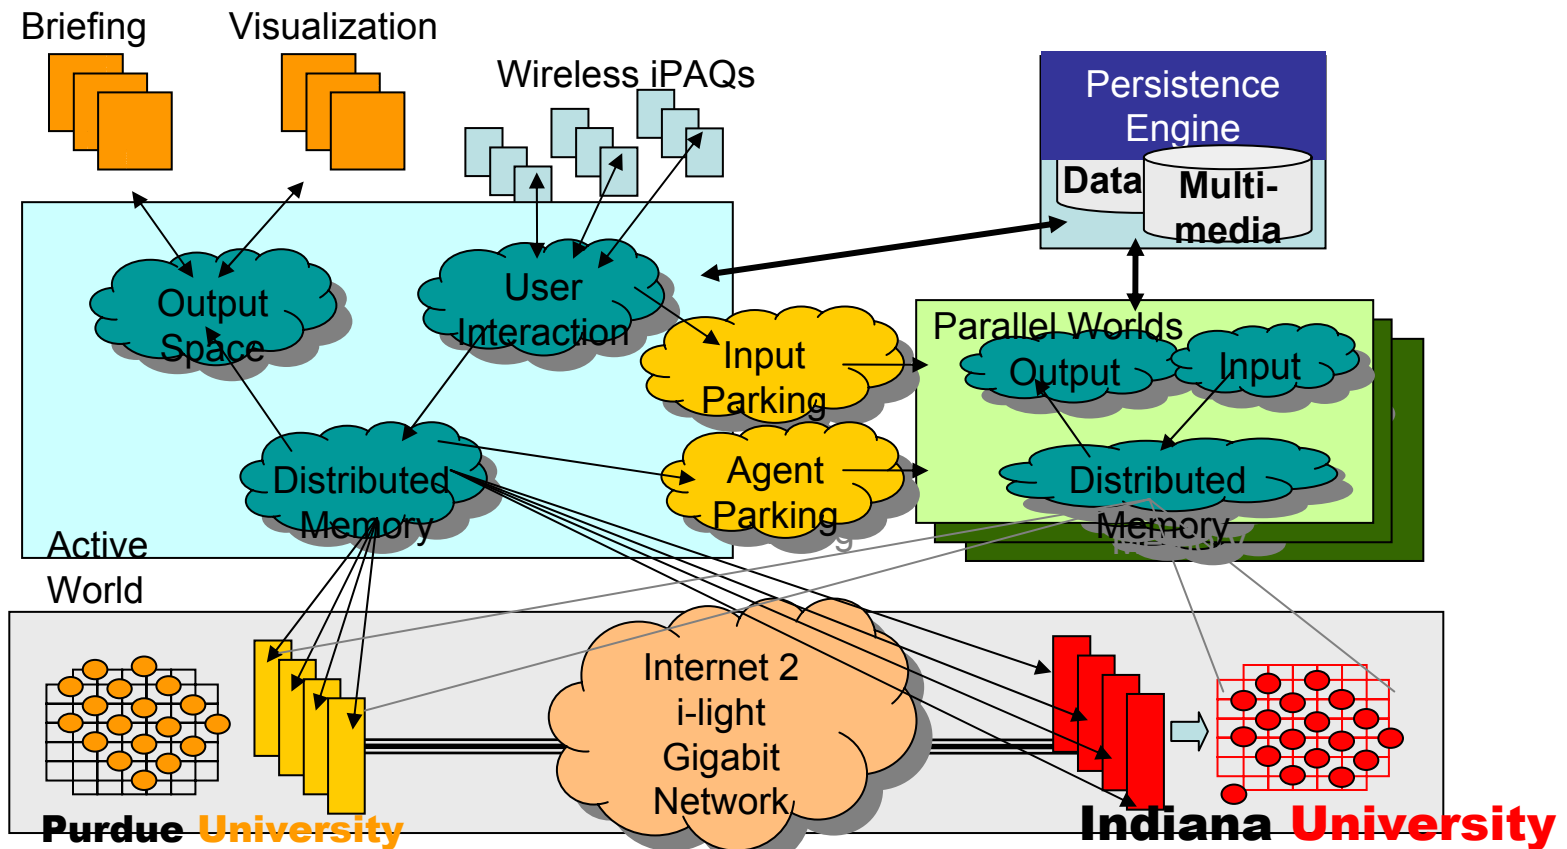 Briefing
Visualization
Wireless iPAQs
Persistence
Engine
Data
Multi-
media
Output
Space
User
Interaction
Input
Parking
Parallel Worlds
Output
Input
Distributed
Memory
Agent
Parking
Distributed
Memory
Active
World
Internet 2
i-light
Gigabit
Network
Purdue University
Indiana University